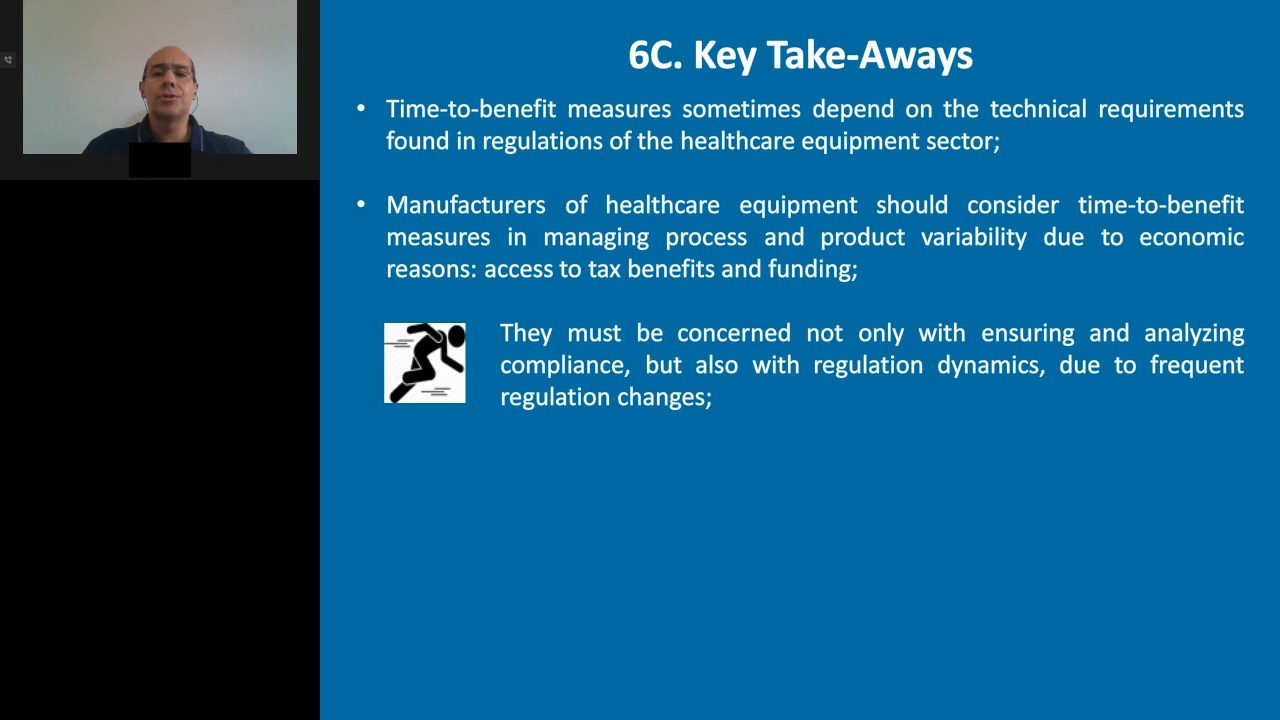 6C. Key Take-Aways
• Time-to-benefit measures sometimes depend on the technical requirements
found in regulations of the healthcare equipment sector;
• Manufacturers of healthcare equipment should consider time-to-benefit
measures in managing process and product variability due to economic
reasons: access to tax benefits and funding;
They must be concerned not only with ensuring and analyzing
compliance, but also with regulation dynamics, due to frequent
regulation changes;